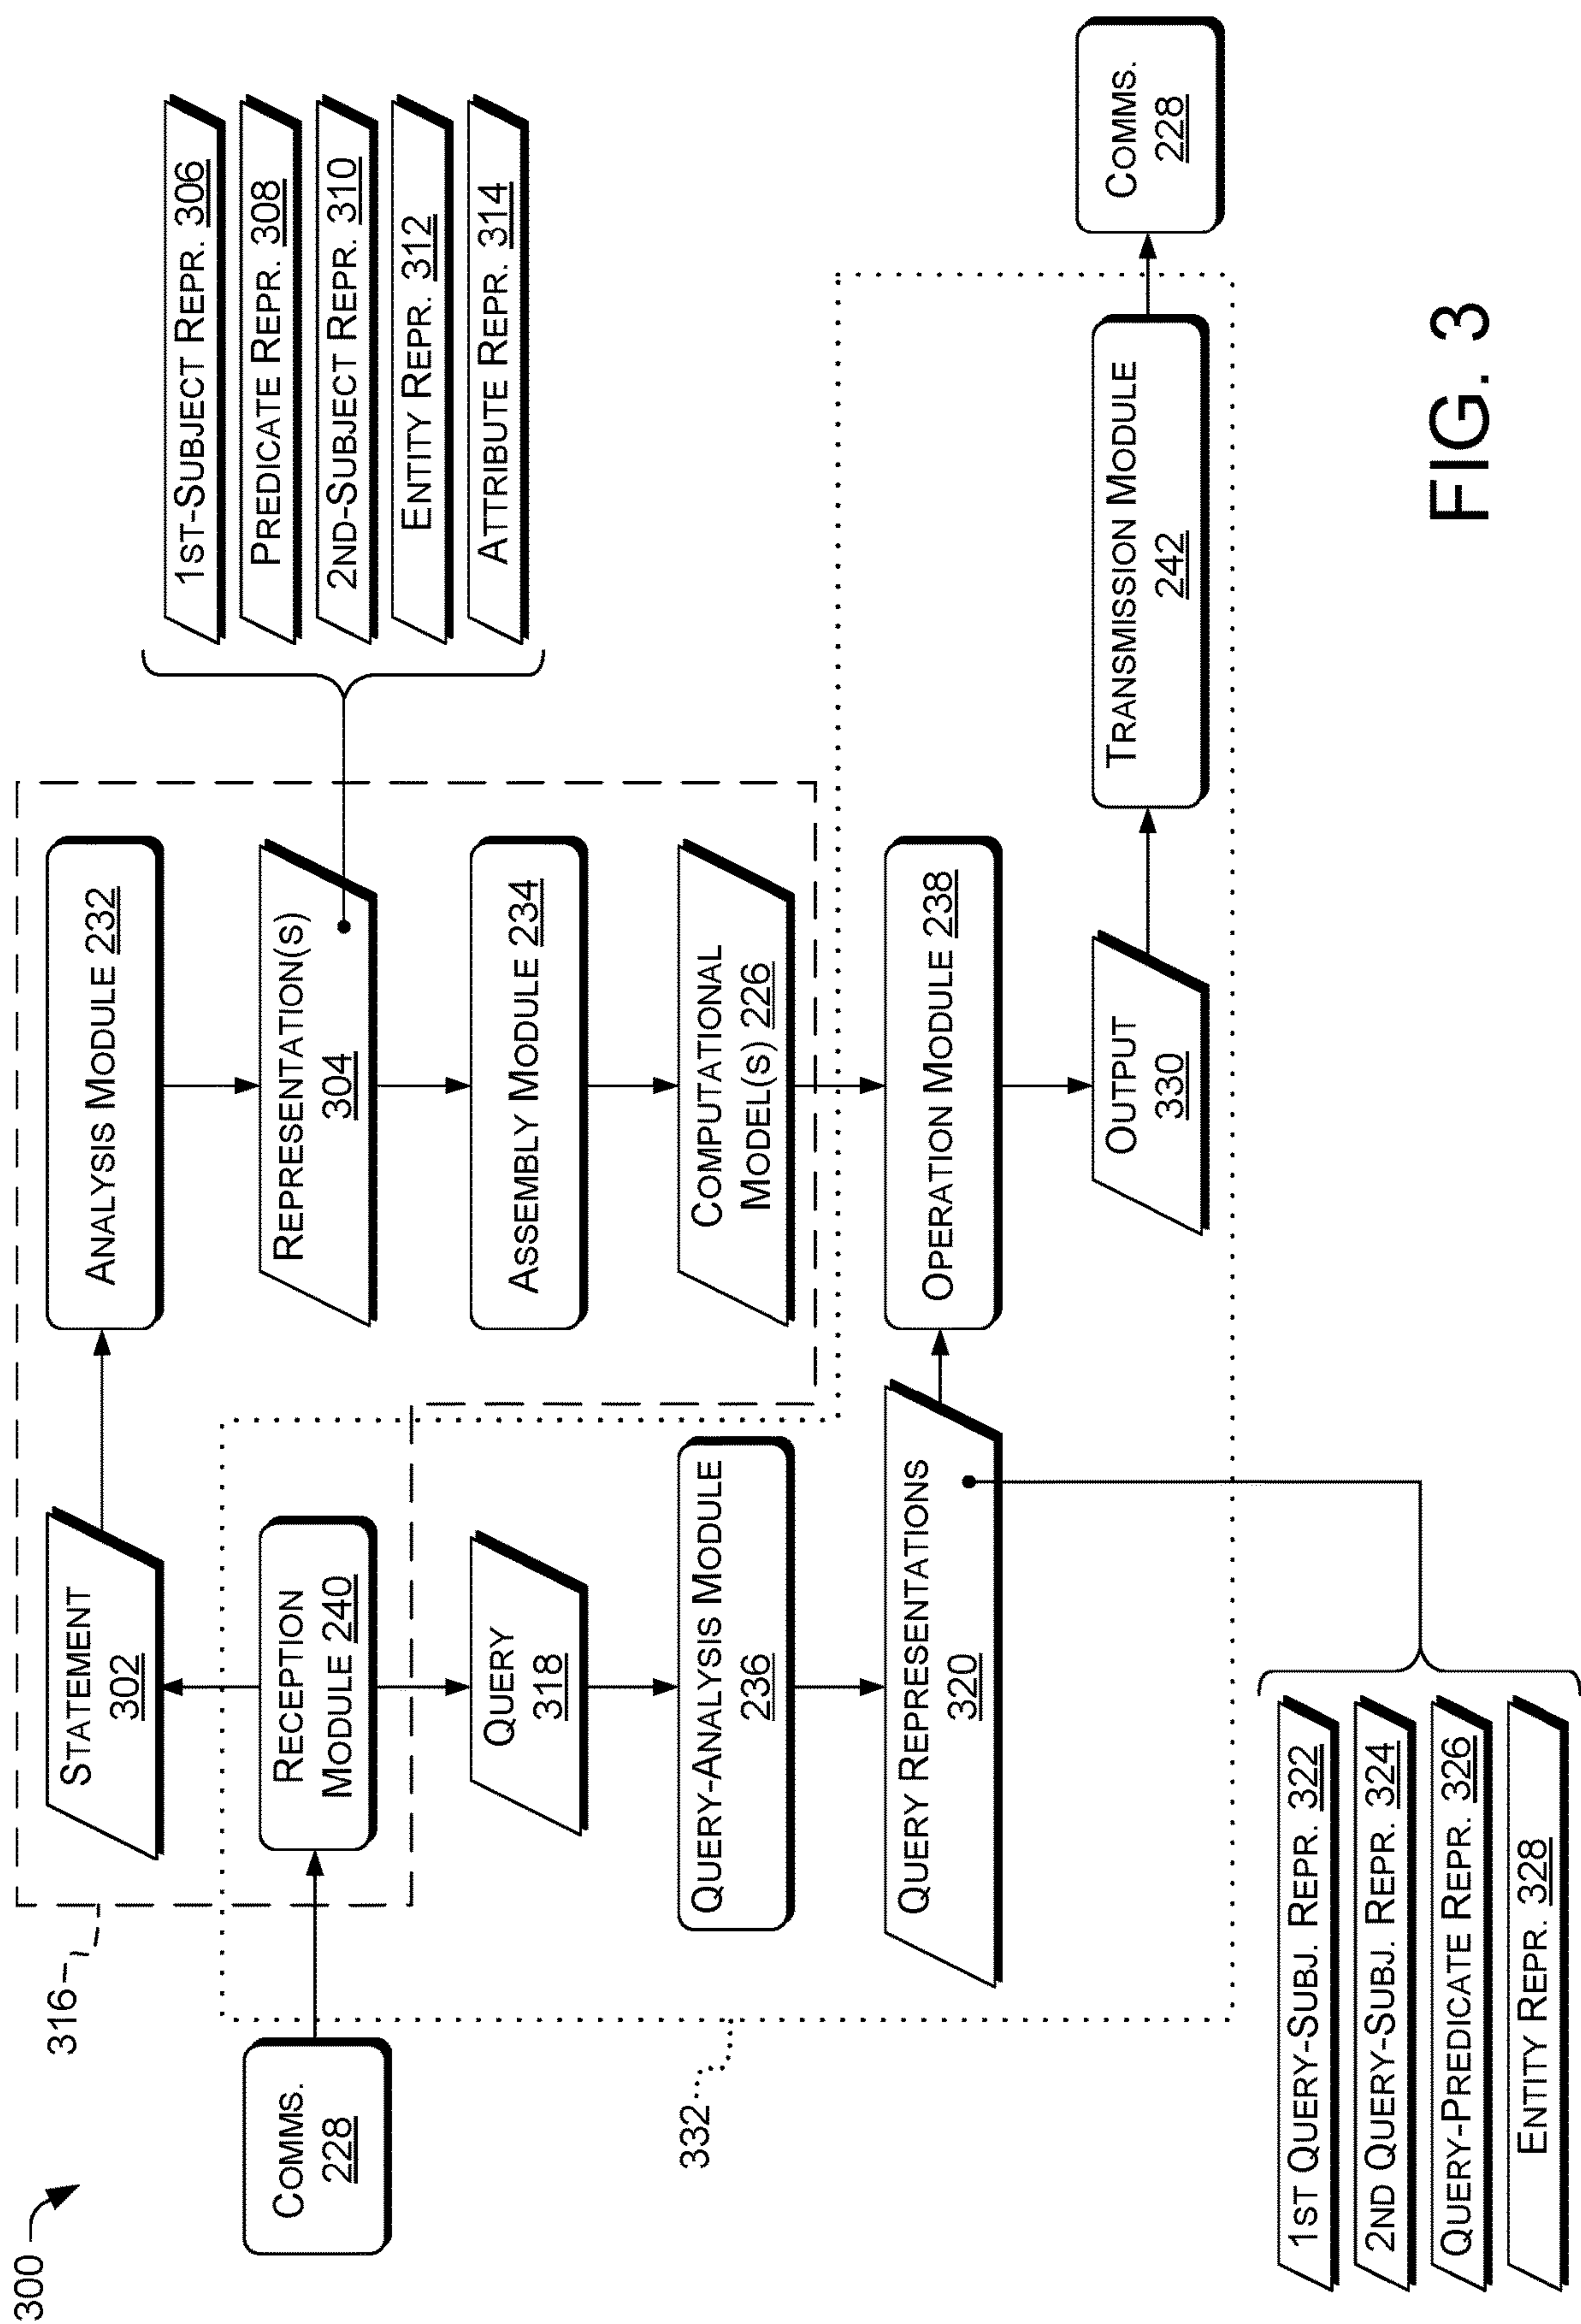 300
316
STATEMENT
302
ANALYSIS MODULE 232
COMMS.
228
RECEPTION
MODULE 240
REPRESENTATION(S)
304
1ST-SUBJECT REPR. 306
PREDICATE REPR. 308
2ND-SUBJECT REPR. 310
ENTITY REPR. 312
ATTRIBUTE REPR. 314
QUERY
318
ASSEMBLY MODULE 234
332
QUERY-ANALYSIS MODULE
236
COMPUTATIONAL
MODEL(S) 226
QUERY REPRESENTATIONS
320
OPERATION MODULE 238
OUTPUT
330
TRANSMISSION MODULE
242
COMMS.
228
1ST QUERY-SUBJ. REPR. 322
2ND QUERY-SUBJ. REPR. 324
QUERY-PREDICATE REPR. 326
ENTITY REPR. 328
FIG. 3